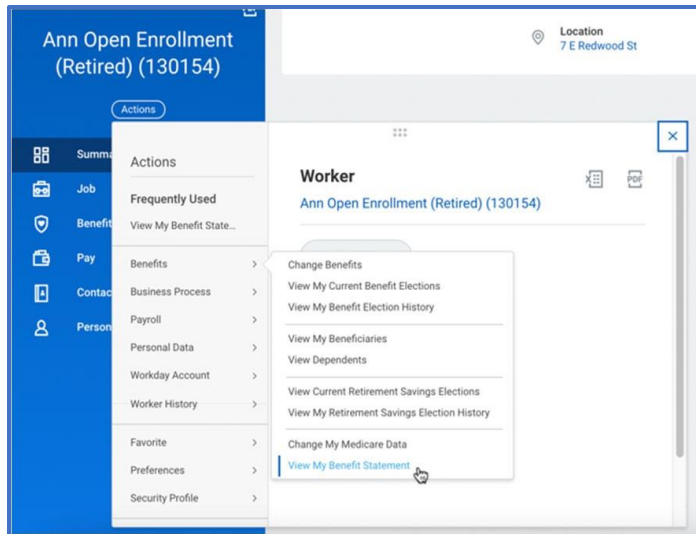 Ann Open Enrollment
(Retired) (130154)
Actions
Location
7 E Redwood St
Summa
Job
Benefit
Pay
Contac
Person
Actions
Frequently Used
View My Benefit State...
Benefits
Business Process
Payroll
Personal Data
Workday Account
Worker History
Favorite
Preferences
Security Profile
Worker
PDF
Ann Open Enrollment (Retired) (130154)
Change Benefits
View My Current Benefit Elections
View My Benefit Election History
View My Beneficiaries
View Dependents
View Current Retirement Savings Elections
View My Retirement Savings Election History
Change My Medicare Data
View My Benefit Statement